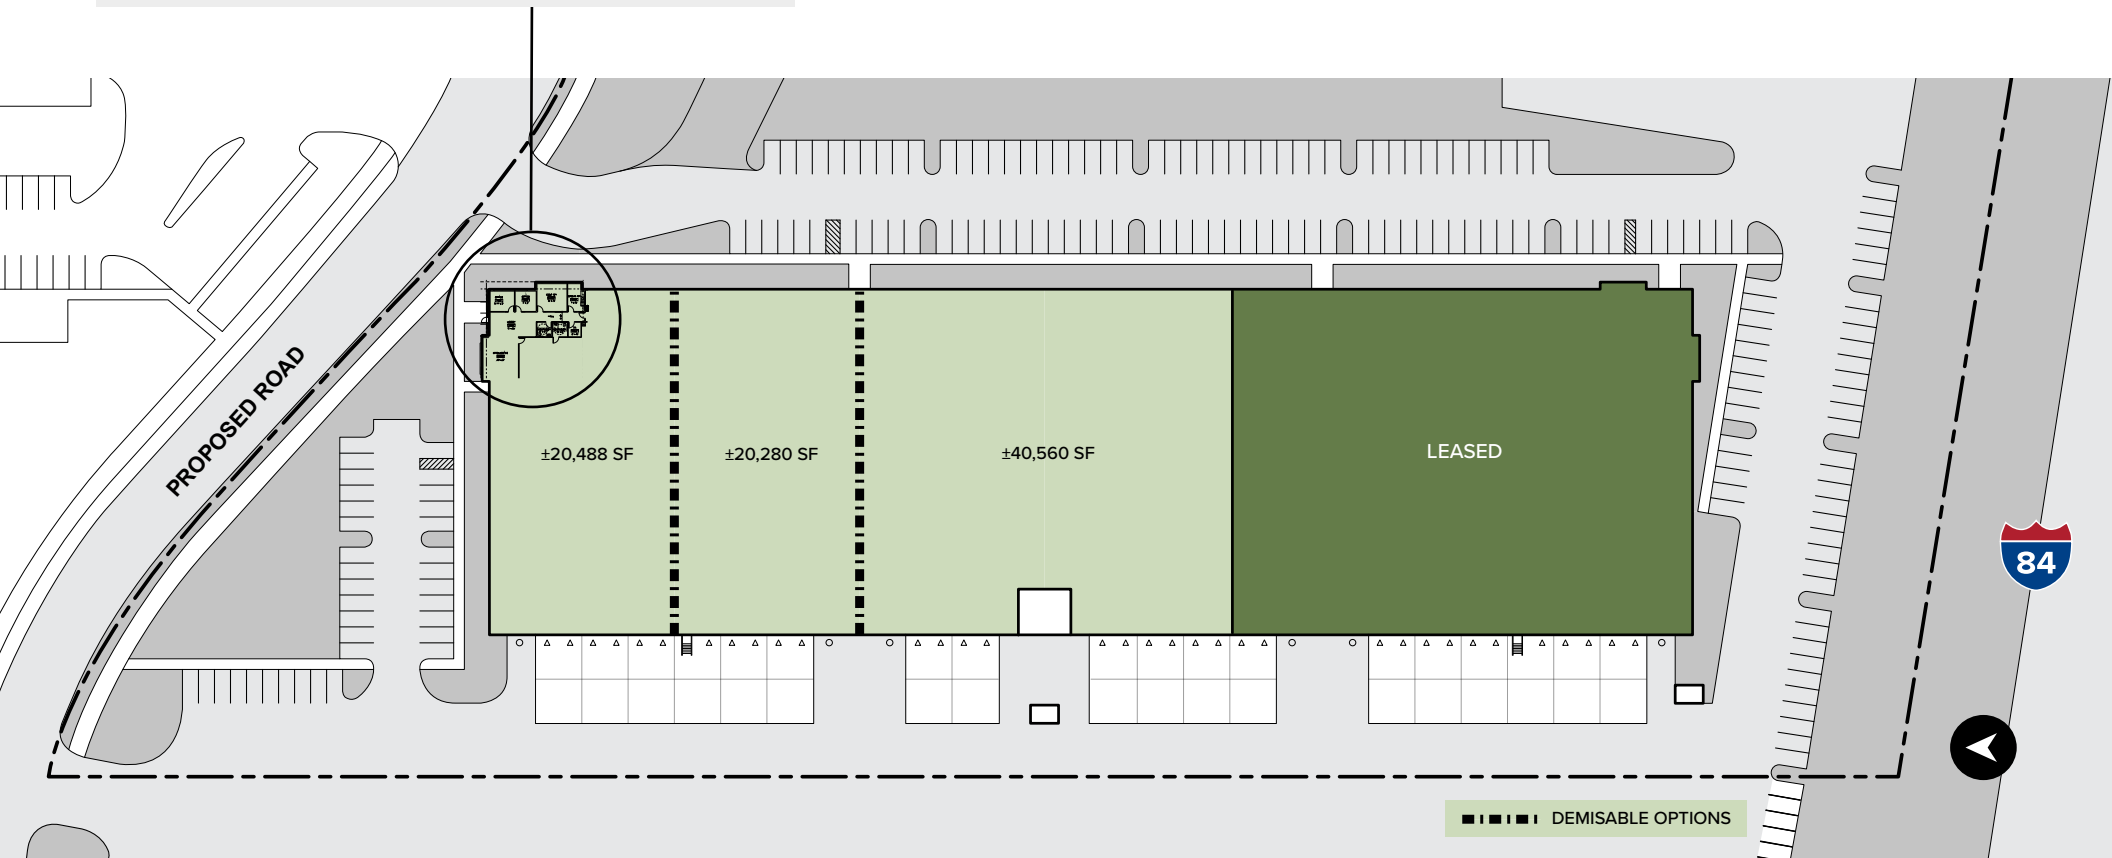 PROPOSED ROAD
±20,488 SF
±20,280 SF
±40,560 SF
LEASED
84
DEMISABLE OPTIONS